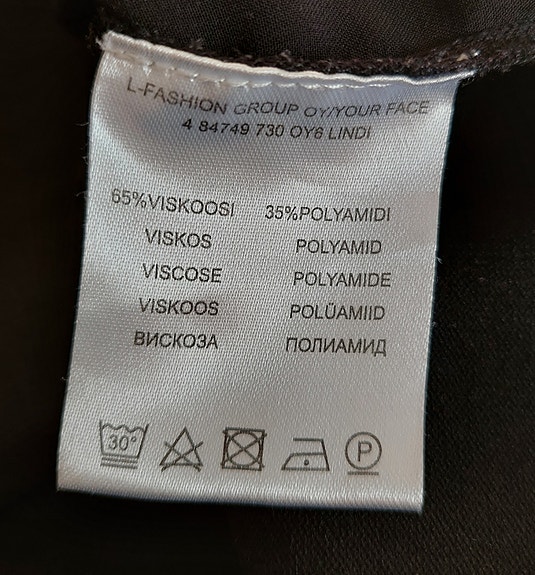 L-FASHION GROUP OY/YOUR FACE
4 84749 730 OY6 LINDI
65%VISKOOSI 35%POLYAMIDI
VISKOS POLYAMID
VISCOSE POLYAMIDE
VISKOOS POLÜAMIID
ВИСКОЗА ПОЛИАМИД
30° P